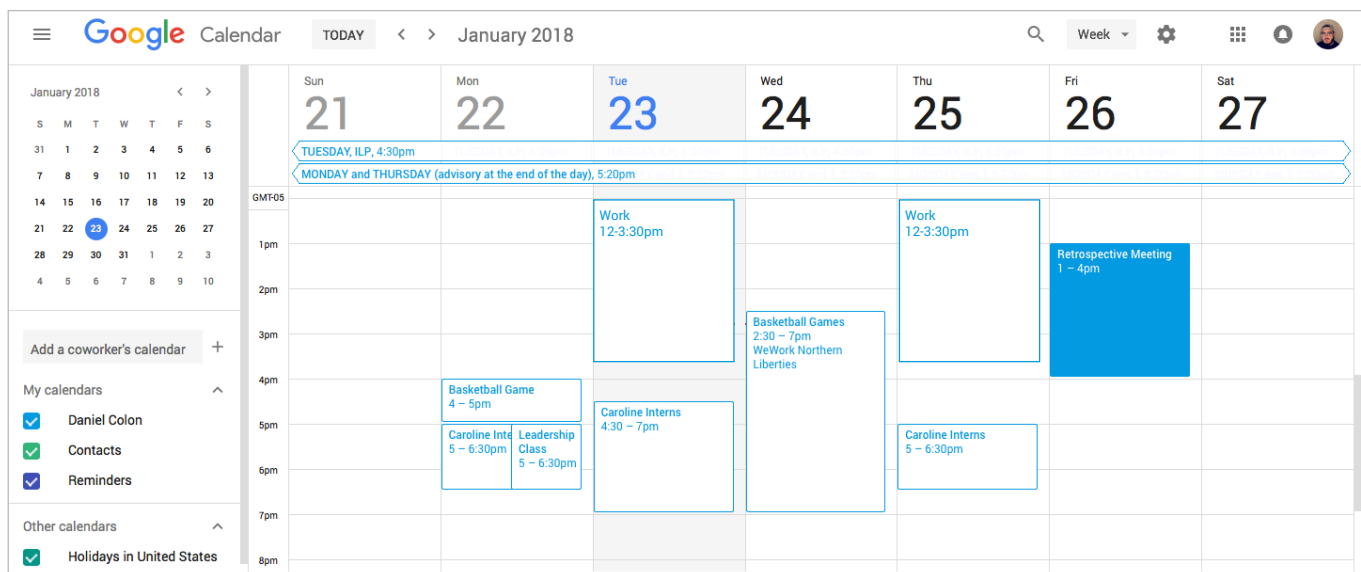 Google Calendar TODAY January 2018 Week
January 2018
S M T W T F S
31 1 2 3 4 5 6
7 8 9 10 11 12 13
14 15 16 17 18 19 20
21 22 23 24 25 26 27
28 29 30 31 1 2 3
4 5 6 7 8 9 10
Add a coworker's calendar
My calendars
Daniel Colon
Contacts
Reminders
Other calendars
Holidays in United States
Sun Mon Tue Wed Thu Fri Sat
21 22 23 24 25 26 27
TUESDAY, ILP, 4:30pm
MONDAY and THURSDAY (advisory at the end of the day), 5:20pm
GMT-05
1pm
2pm
3pm
4pm
5pm
6pm
7pm
8pm
Basketball Game
4 – 5pm
Caroline Inte
5 – 6:30pm
Leadership
Class
5 – 6:30pm
Work
12-3:30pm
Caroline Interns
4:30 – 7pm
Basketball Games
2:30 – 7pm
WeWork Northern
Liberties
Work
12-3:30pm
Caroline Interns
5 – 6:30pm
Retrospective Meeting
1 – 4pm